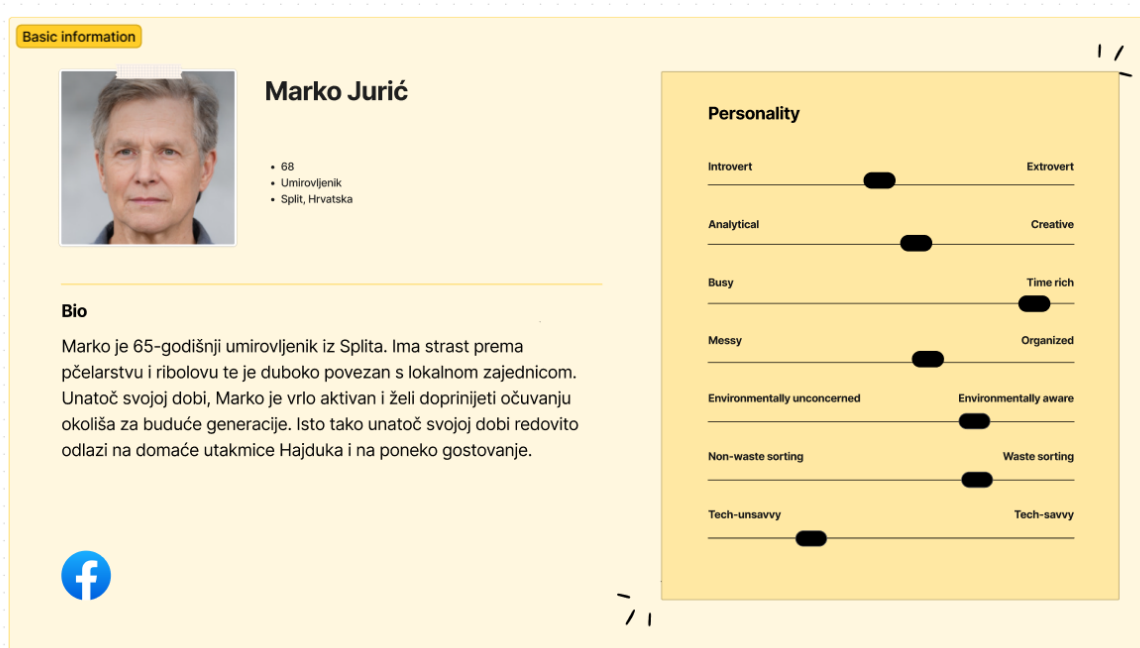 Basic information
Marko Jurić
68
Umirovljenik
Split, Hrvatska
Bio
Marko je 65-godišnji umirovljenik iz Splita. Ima strast prema
pčelarstvu i ribolovu te je duboko povezan s lokalnom zajednicom.
Unatoč svojoj dobi, Marko je vrlo aktivan i želi doprinijeti očuvanju
okoliša za buduće generacije. Isto tako unatoč svojoj dobi redovito
odlazi na domaće utakmice Hajduka i na poneko gostovanje.
Personality
Introvert Extrovert
Analytical Creative
Busy Time rich
Messy Organized
Environmentally unconcerned Environmentally aware
Non-waste sorting Waste sorting
Tech-unsavvy Tech-savvy